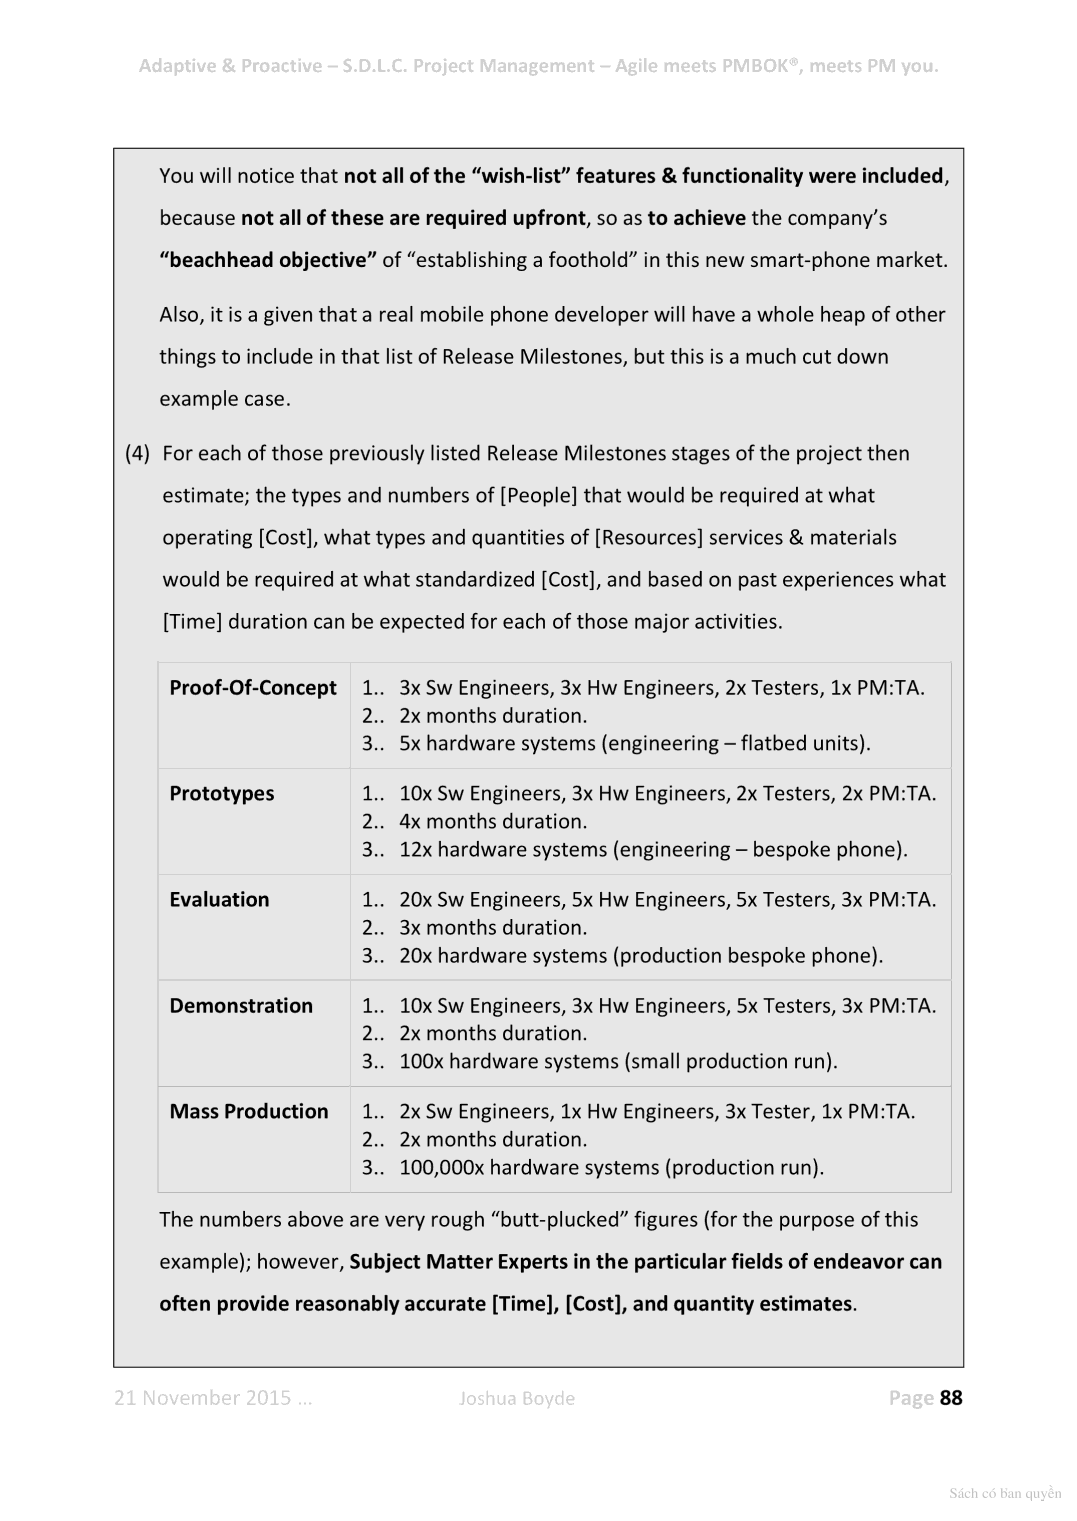 Adaptive & Proactive – S.D.L.C. Project Management – Agile meets PMBOK®, meets PM you.
You will notice that not all of the “wish-list” features & functionality were included,
because not all of these are required upfront, so as to achieve the company’s
“beachhead objective” of “establishing a foothold” in this new smart-phone market.
Also, it is a given that a real mobile phone developer will have a whole heap of other
things to include in that list of Release Milestones, but this is a much cut down
example case.
(4) For each of those previously listed Release Milestones stages of the project then
estimate; the types and numbers of [People] that would be required at what
operating [Cost], what types and quantities of [Resources] services & materials
would be required at what standardized [Cost], and based on past experiences what
[Time] duration can be expected for each of those major activities.
Proof-Of-Concept 1.. 3x Sw Engineers, 3x Hw Engineers, 2x Testers, 1x PM:TA.
2.. 2x months duration.
3.. 5x hardware systems (engineering – flatbed units).
Prototypes 1.. 10x Sw Engineers, 3x Hw Engineers, 2x Testers, 2x PM:TA.
2.. 4x months duration.
3.. 12x hardware systems (engineering – bespoke phone).
Evaluation 1.. 20x Sw Engineers, 5x Hw Engineers, 5x Testers, 3x PM:TA.
2.. 3x months duration.
3.. 20x hardware systems (production bespoke phone).
Demonstration 1.. 10x Sw Engineers, 3x Hw Engineers, 5x Testers, 3x PM:TA.
2.. 2x months duration.
3.. 100x hardware systems (small production run).
Mass Production 1.. 2x Sw Engineers, 1x Hw Engineers, 3x Tester, 1x PM:TA.
2.. 2x months duration.
3.. 100,000x hardware systems (production run).
The numbers above are very rough “butt-plucked” figures (for the purpose of this
example); however, Subject Matter Experts in the particular fields of endeavor can
often provide reasonably accurate [Time], [Cost], and quantity estimates.
21 November 2015 ... Joshua Boyde Page 88
Sách có bản quyền